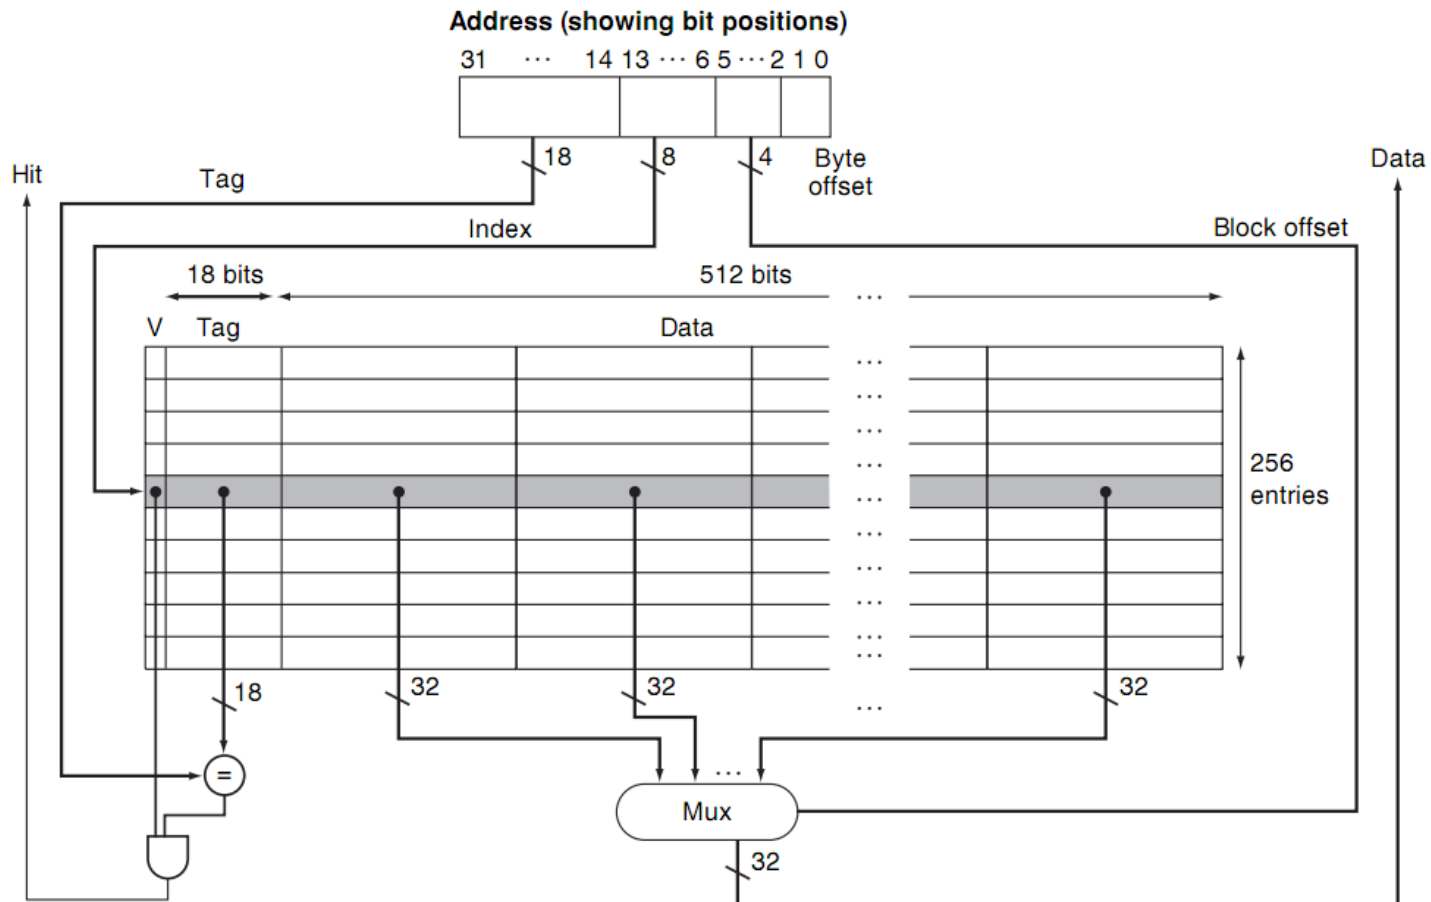 Address (showing bit positions)
31 ··· 14 13 ··· 6 5 ··· 2 1 0
18 8 4 Byte offset
Hit
Tag
Data
Index
Block offset
18 bits
512 bits
···
V Tag Data
···
···
···
···
···
···
···
···
···
···
256
entries
18 32 32 ··· 32
=
···
Mux
32